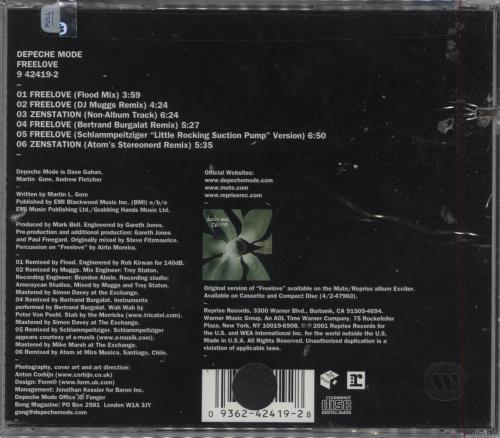 PULL
DEPECHE MODE
FREELOVE
9 42419-2
01 FREELOVE (Flood Mix) 3:59
02 FREELOVE (DJ Muggs Remix) 4:24
03 ZENSTATION (Non-Album Track) 6:24
04 FREELOVE (Bertrand Burgalat Remix) 5:27
05 FREELOVE (Schlammpeitziger "Little Rocking Suction Pump" Version) 6:50
06 ZENSTATION (Atom's Stereonerd Remix) 5:35
Depeche Mode is Dave Gahan,
Martin Gore, Andrew Fletcher
Written by Martin L. Gore
Published by EMI Blackwood Music Inc. (BMI) o/b/o
EMI Music Publishing Ltd./Grabbing Hands Music Ltd.
Produced by Mark Bell. Engineered by Gareth Jones.
Pre-production and additional production: Gareth Jones
and Paul Freegard. Originally mixed by Steve Fitzmaurice.
Percussion on "Freelove" by Airto Moreira.
01 Remixed by Flood. Engineered by Rob Kirwan for 140dB.
02 Remixed by Muggs. Mix Engineer: Troy Staton.
Recording Engineer: Brandon Abels. Recording studio:
Ameraycan Studios. Mixed by Muggs and Troy Staton.
Mastered by Simon Davey at the Exchange.
04 Remixed by Bertrand Burgalat. Instruments
performed by Bertrand Burgalat. Wah Wah by
Peter Von Poehl. Stab by the Merricks (www.tricatel.com).
Mastered by Simon Davey at The Exchange.
05 Remixed by Schlammpeitziger. Schlammpeitziger
appears courtesy of a-musik (www.a-musik.com).
Mastered by Mike Marsh at The Exchange.
06 Remixed by Atom at Mira Musica, Santiago, Chile.
Photography, cover art and art direction:
Anton Corbijn (www.corbijn.co.uk)
Design: Form® (www.form.uk.com)
Management: Jonathan Kessler for Baron Inc.
Depeche Mode Office JD Fanger
Bong Magazine: PO Box 2581 London W1A 3JY
gong@depechemode.com
Official Websites:
www.depechemode.com
www.mute.com
www.repriserec.com
Original version of "Freelove" available on the Mute/Reprise album Exciter.
Available on Cassette and Compact Disc (4/2-47960).
Reprise Records, 3300 Warner Blvd., Burbank, CA 91505-4694.
Warner Music Group, An AOL Time Warner Company. 75 Rockefeller
Plaza, New York, NY 10019-6908. © ℗ 2001 Reprise Records for
the U.S. and WEA International Inc. for the world outside the U.S.
Made in U.S.A. All Rights Reserved. Unauthorized duplication is a
violation of applicable laws.
0 9362-42419-2 8
COMPACT
disc
DIGITAL AUDIO